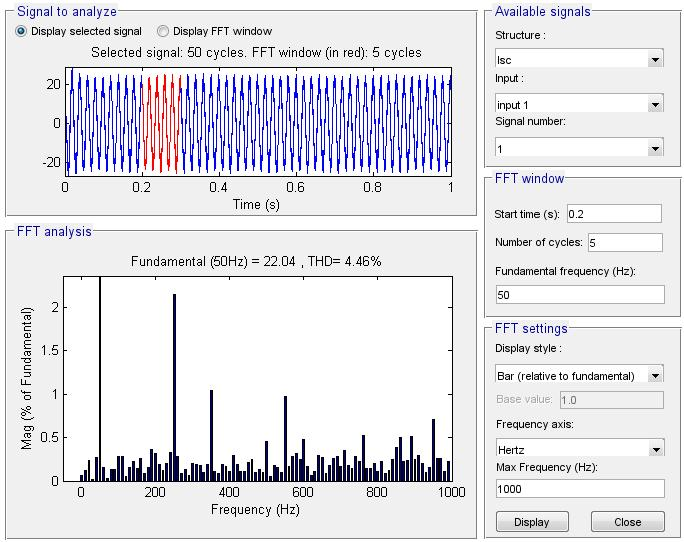 Signal to analyze
Display selected signal
Display FFT window
Selected signal: 50 cycles. FFT window (in red): 5 cycles
20
0
-20
0
0.2
0.4
0.6
0.8
1
Time (s)
FFT analysis
Fundamental (50Hz) = 22.04 , THD= 4.46%
Mag (% of Fundamental)
2
1.5
1
0.5
0
0
200
400
600
800
1000
Frequency (Hz)
Available signals
Structure :
Isc
Input :
input 1
Signal number:
1
FFT window
Start time (s): 0.2
Number of cycles: 5
Fundamental frequency (Hz):
50
FFT settings
Display style :
Bar (relative to fundamental)
Base value: 1.0
Frequency axis:
Hertz
Max Frequency (Hz):
1000
Display
Close